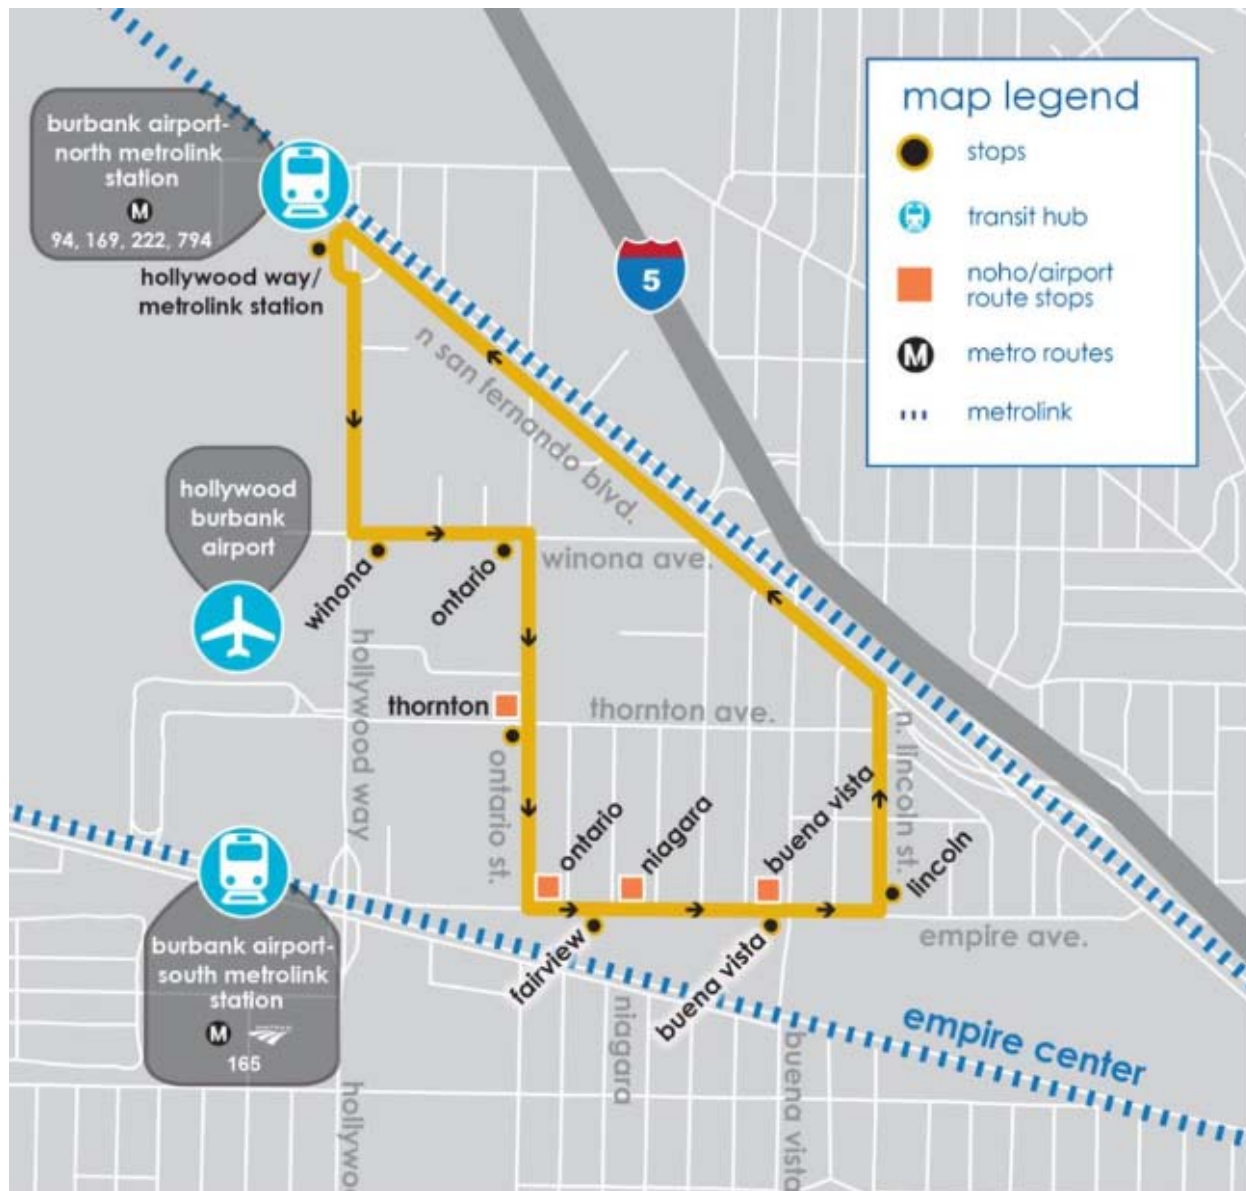 burbank airport-
north metrolink
station
M
94, 169, 222, 794
hollywood way/
metrolink station
map legend
stops
transit hub
noho/airport
route stops
M
metro routes
metrolink
5
n san fernando blvd.
hollywood
burbank
airport
winona
ontario
winona ave.
hollywood way
thornton
thornton ave.
ontario st.
n. lincoln st.
ontario
niagara
buena vista
lincoln
fairview
buena vista
empire ave.
burbank airport-
south metrolink
station
M
165
niagara
buena vista
empire center
hollywo